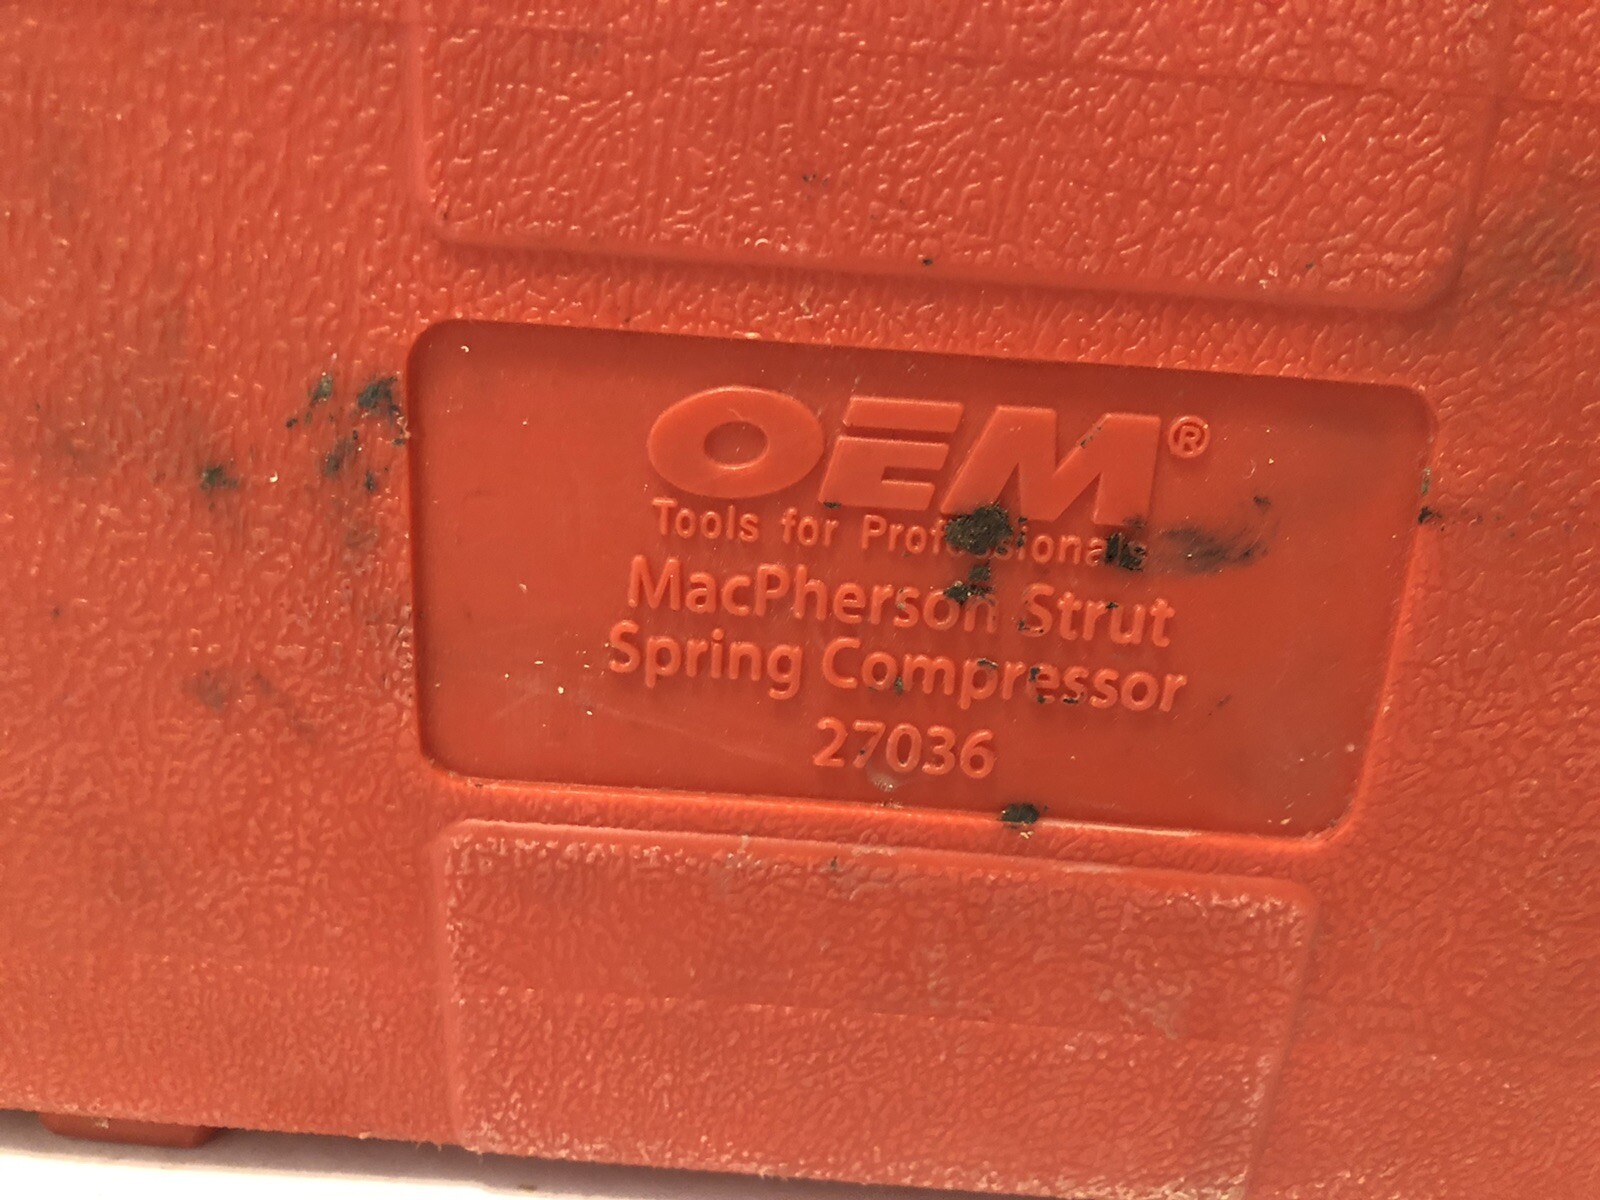 OEM®
Tools for Professionals
MacPherson Strut
Spring Compressor
27036